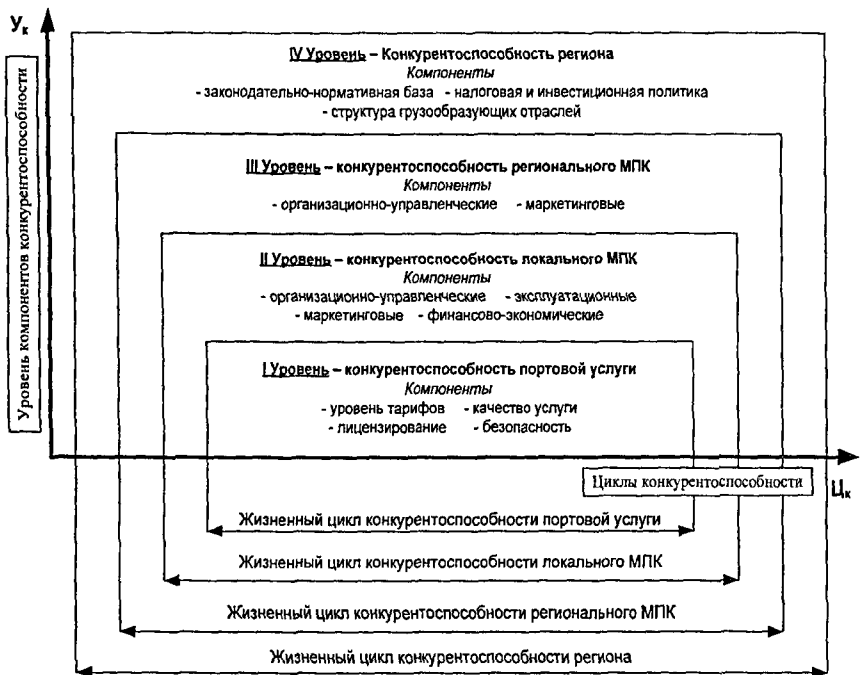 Ук
Уровень компонентов конкурентоспособности
IV Уровень – Конкурентоспособность региона
Компоненты
- законодательно-нормативная база - налоговая и инвестиционная политика
- структура грузообразующих отраслей
III Уровень – конкурентоспособность регионального МПК
Компоненты
- организационно-управленческие - маркетинговые
II Уровень – конкурентоспособность локального МПК
Компоненты
- организационно-управленческие - эксплуатационные
- маркетинговые - финансово-экономические
I Уровень – конкурентоспособность портовой услуги
Компоненты
- уровень тарифов - качество услуги
- лицензирование - безопасность
Циклы конкурентоспособности
Цк
Жизненный цикл конкурентоспособности портовой услуги
Жизненный цикл конкурентоспособности локального МПК
Жизненный цикл конкурентоспособности регионального МПК
Жизненный цикл конкурентоспособности региона